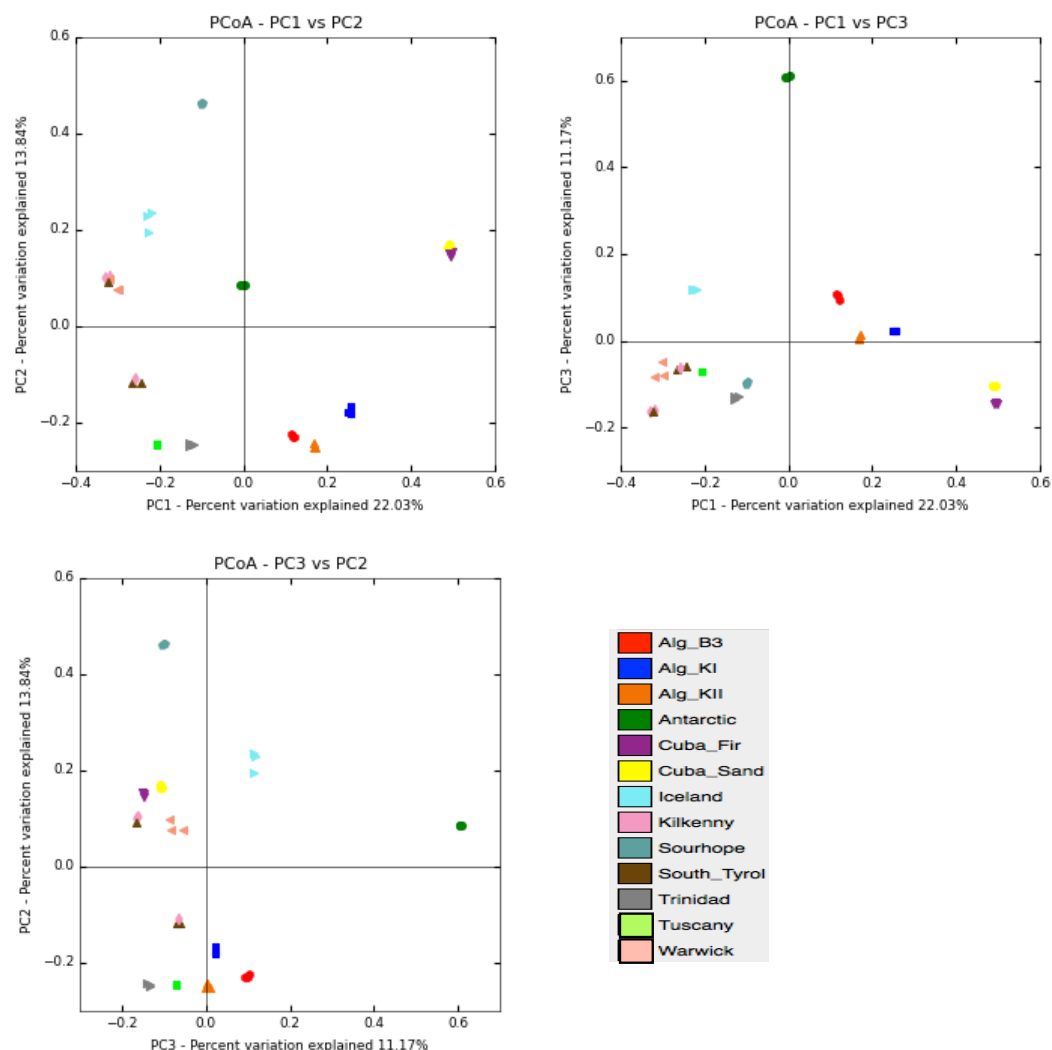 PCoA - PC1 vs PC2
0.6
0.4
0.2
0.0
−0.2
−0.4
−0.2
0.0
0.2
0.4
0.6
PC2 - Percent variation explained 13.84%
PC1 - Percent variation explained 22.03%
PCoA - PC1 vs PC3
0.6
0.4
0.2
0.0
−0.2
−0.4
−0.2
0.0
0.2
0.4
0.6
PC3 - Percent variation explained 11.17%
PC1 - Percent variation explained 22.03%
PCoA - PC3 vs PC2
0.6
0.4
0.2
0.0
−0.2
−0.2
0.0
0.2
0.4
0.6
PC2 - Percent variation explained 13.84%
PC3 - Percent variation explained 11.17%
Alg_B3
Alg_KI
Alg_KII
Antarctic
Cuba_Fir
Cuba_Sand
Iceland
Kilkenny
Sourhope
South_Tyrol
Trinidad
Tuscany
Warwick